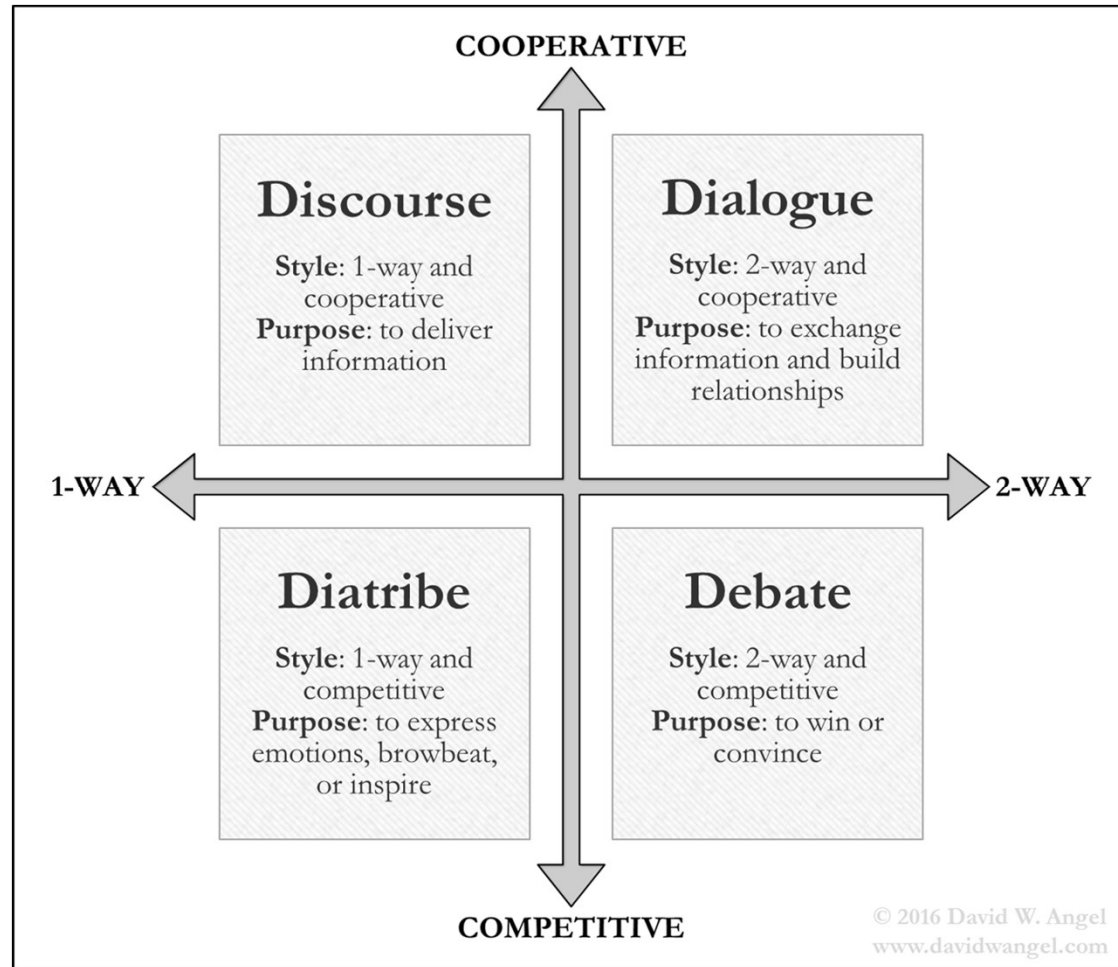 COOPERATIVE
Discourse
Style: 1-way and
cooperative
Purpose: to deliver
information
Dialogue
Style: 2-way and
cooperative
Purpose: to exchange
information and build
relationships
1-WAY
2-WAY
Diatribe
Style: 1-way and
competitive
Purpose: to express
emotions, browbeat,
or inspire
Debate
Style: 2-way and
competitive
Purpose: to win or
convince
COMPETITIVE
© 2016 David W. Angel
www.davidwangel.com